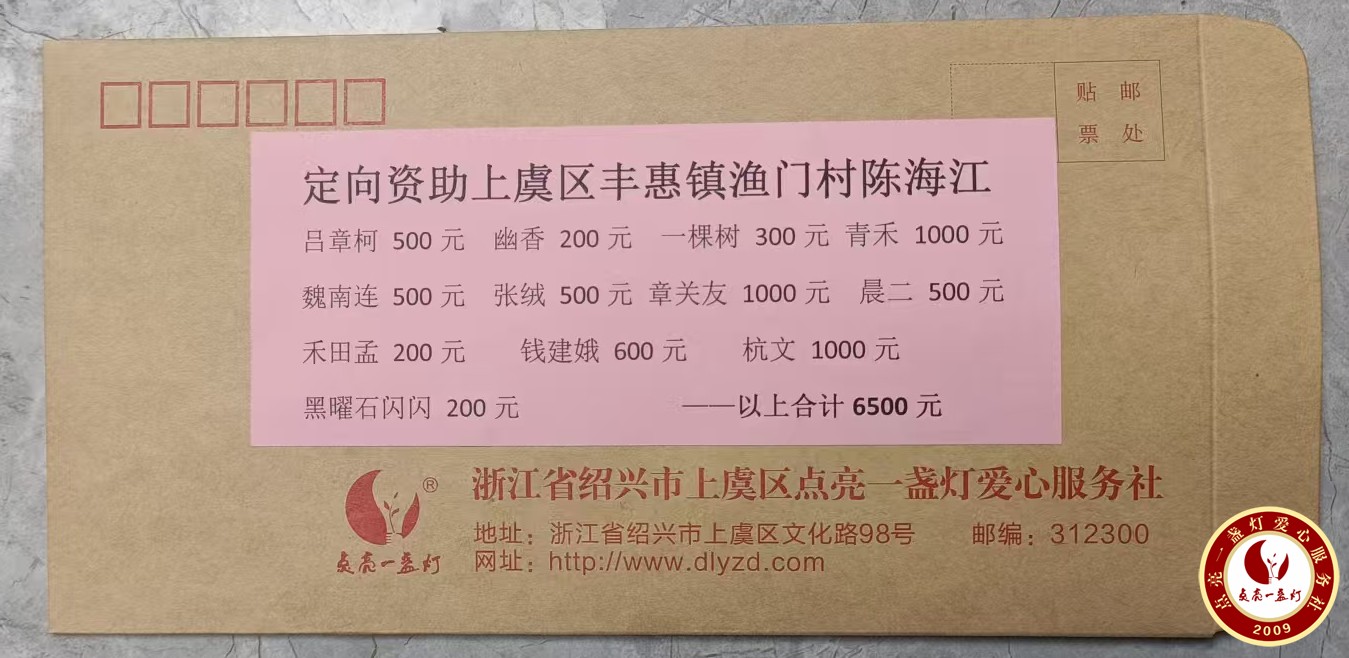 贴 邮
票 处
定向资助上虞区丰惠镇渔门村陈海江
吕章柯 500 元 幽香 200 元 一棵树 300 元 青禾 1000 元
魏南连 500 元 张绒 500 元 章关友 1000 元 晨二 500 元
禾田孟 200 元 钱建娥 600 元 杭文 1000 元
黑曜石闪闪 200 元 ——以上合计 6500 元
®
点亮一盏灯
浙江省绍兴市上虞区点亮一盏灯爱心服务社
地址：浙江省绍兴市上虞区文化路98号 邮编：312300
网址：http://www.dlyzd.com
点亮一盏灯爱心服务社
点亮一盏灯
2009